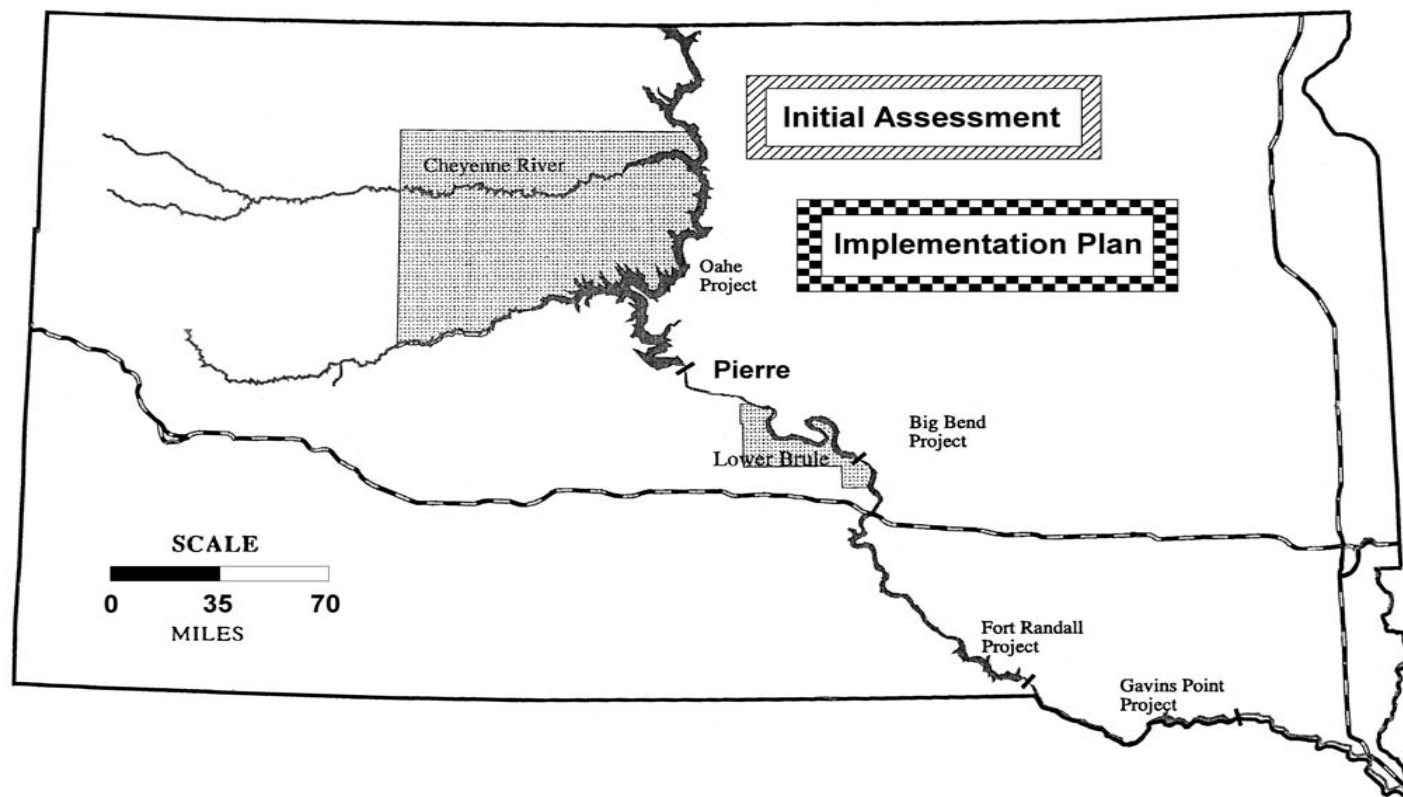 Initial Assessment
Cheyenne River
Implementation Plan
Oahe
Project
Pierre
Big Bend
Project
Lower Brule
SCALE
0 35 70
MILES
Fort Randall
Project
Gavins Point
Project